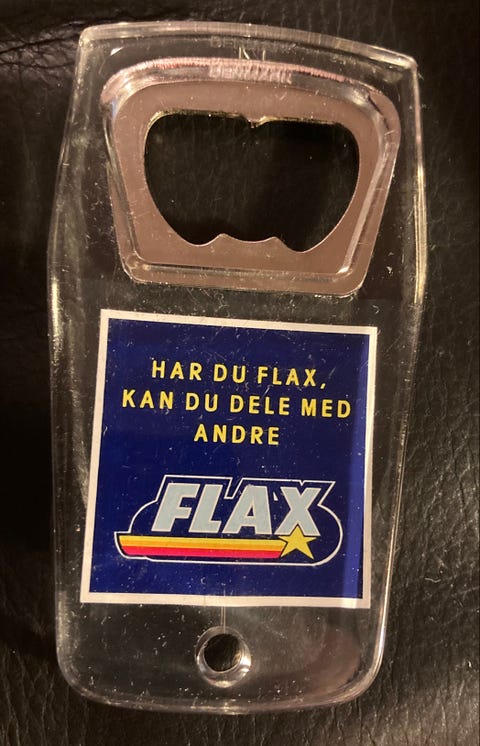 HAR DU FLAX,
KAN DU DELE MED
ANDRE
FLAX